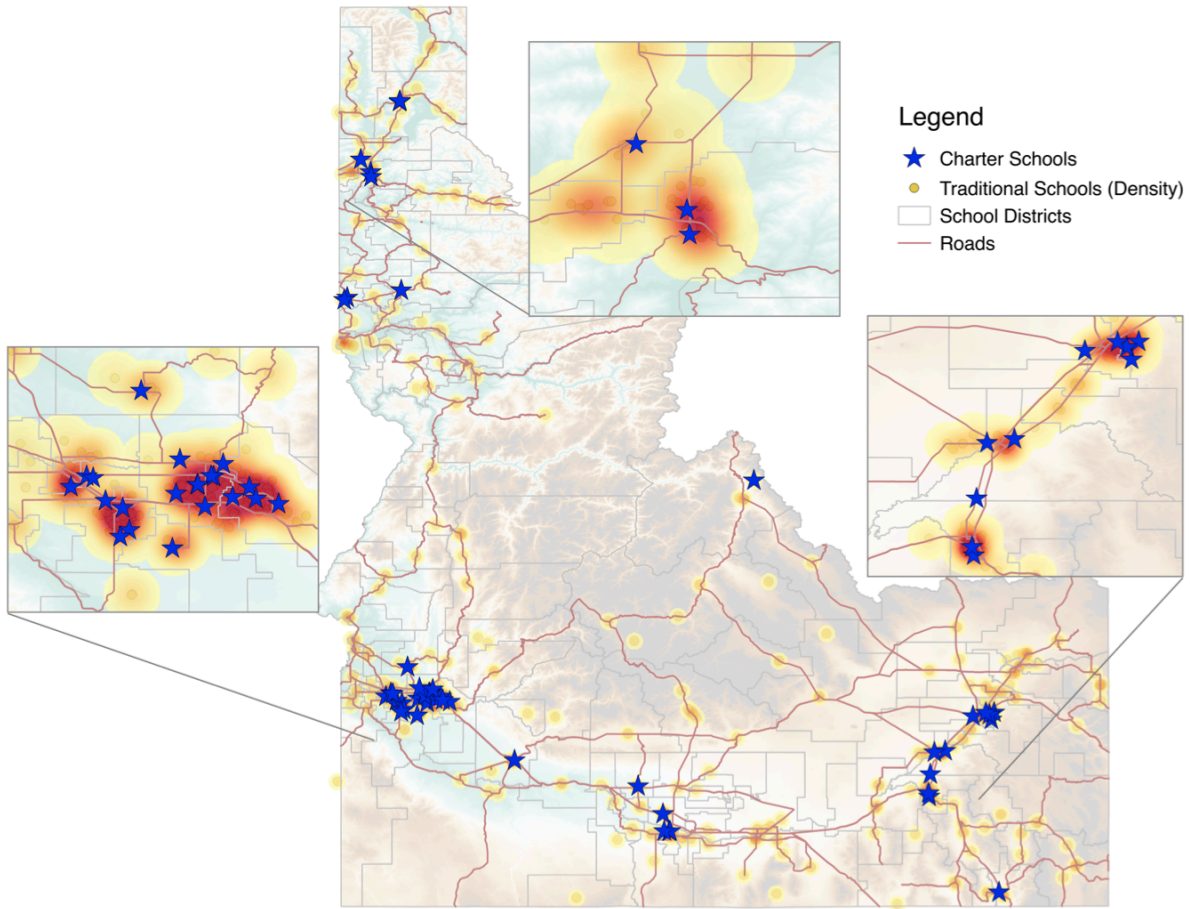 Legend
Charter Schools
Traditional Schools (Density)
School Districts
Roads